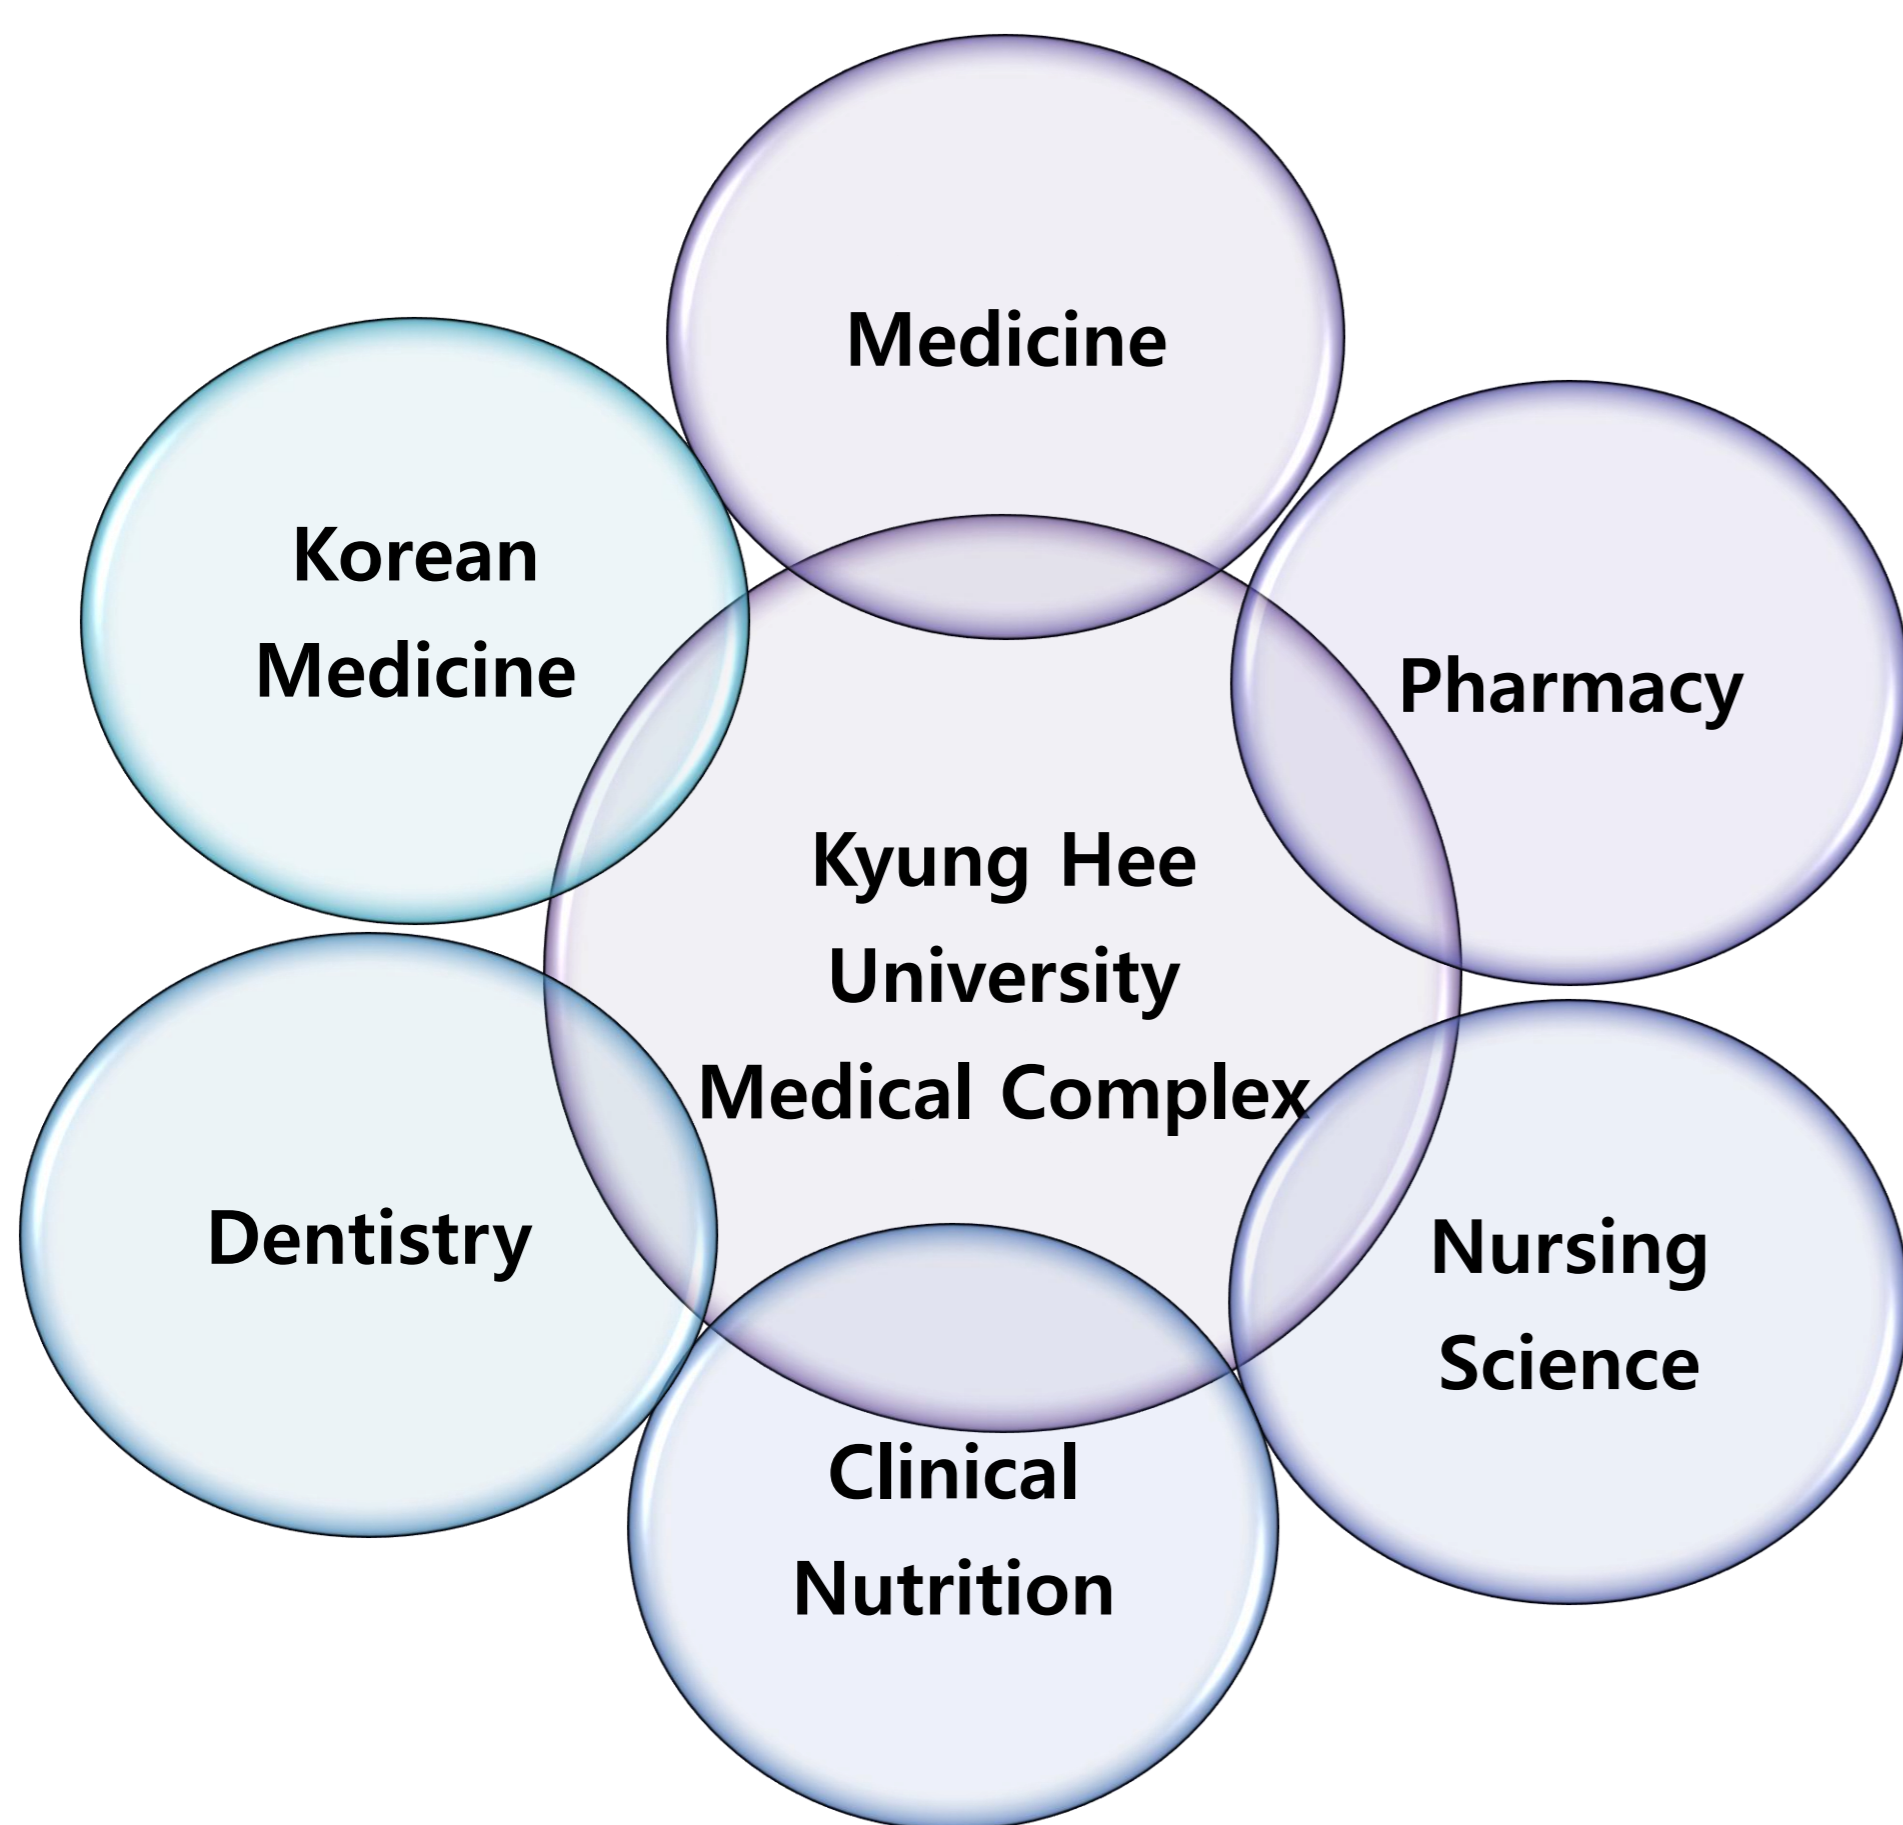 Medicine
Korean
Medicine
Pharmacy
Kyung Hee
University
Medical Complex
Dentistry
Nursing
Science
Clinical
Nutrition